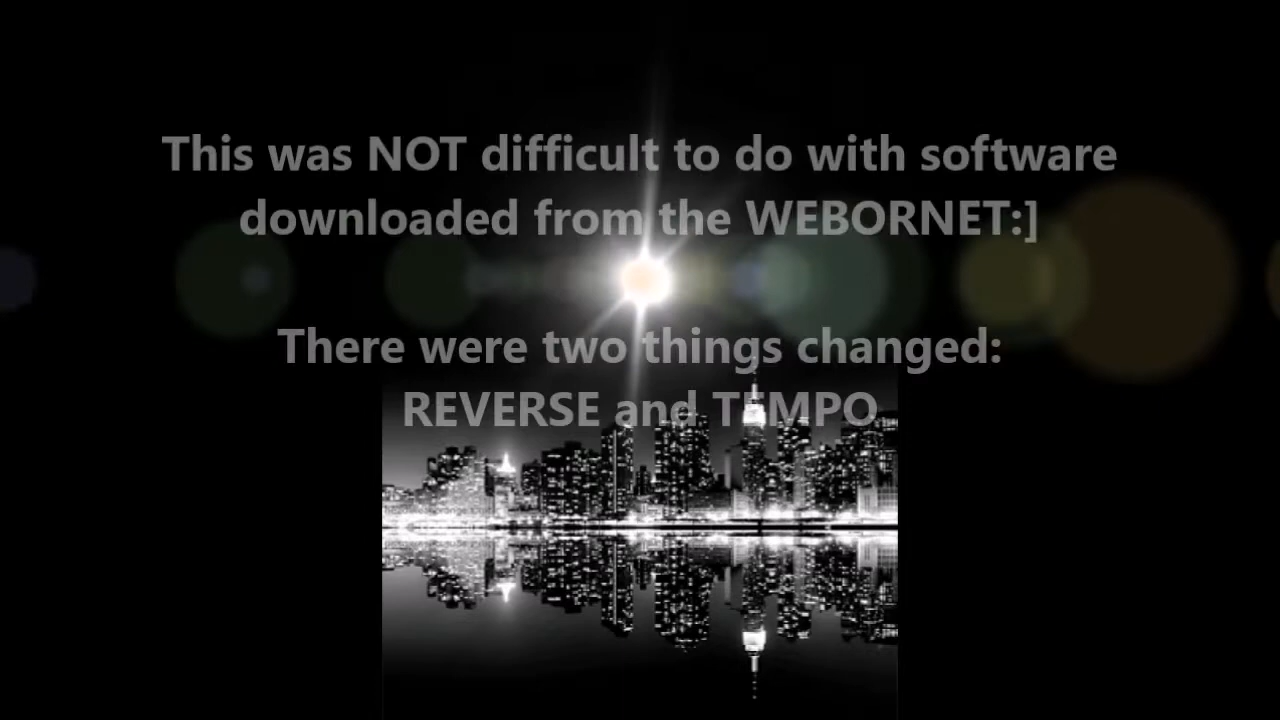 This was NOT difficult to do with software
downloaded from the WEBORNET:]
There were two things changed:
REVERSE and TEMPO